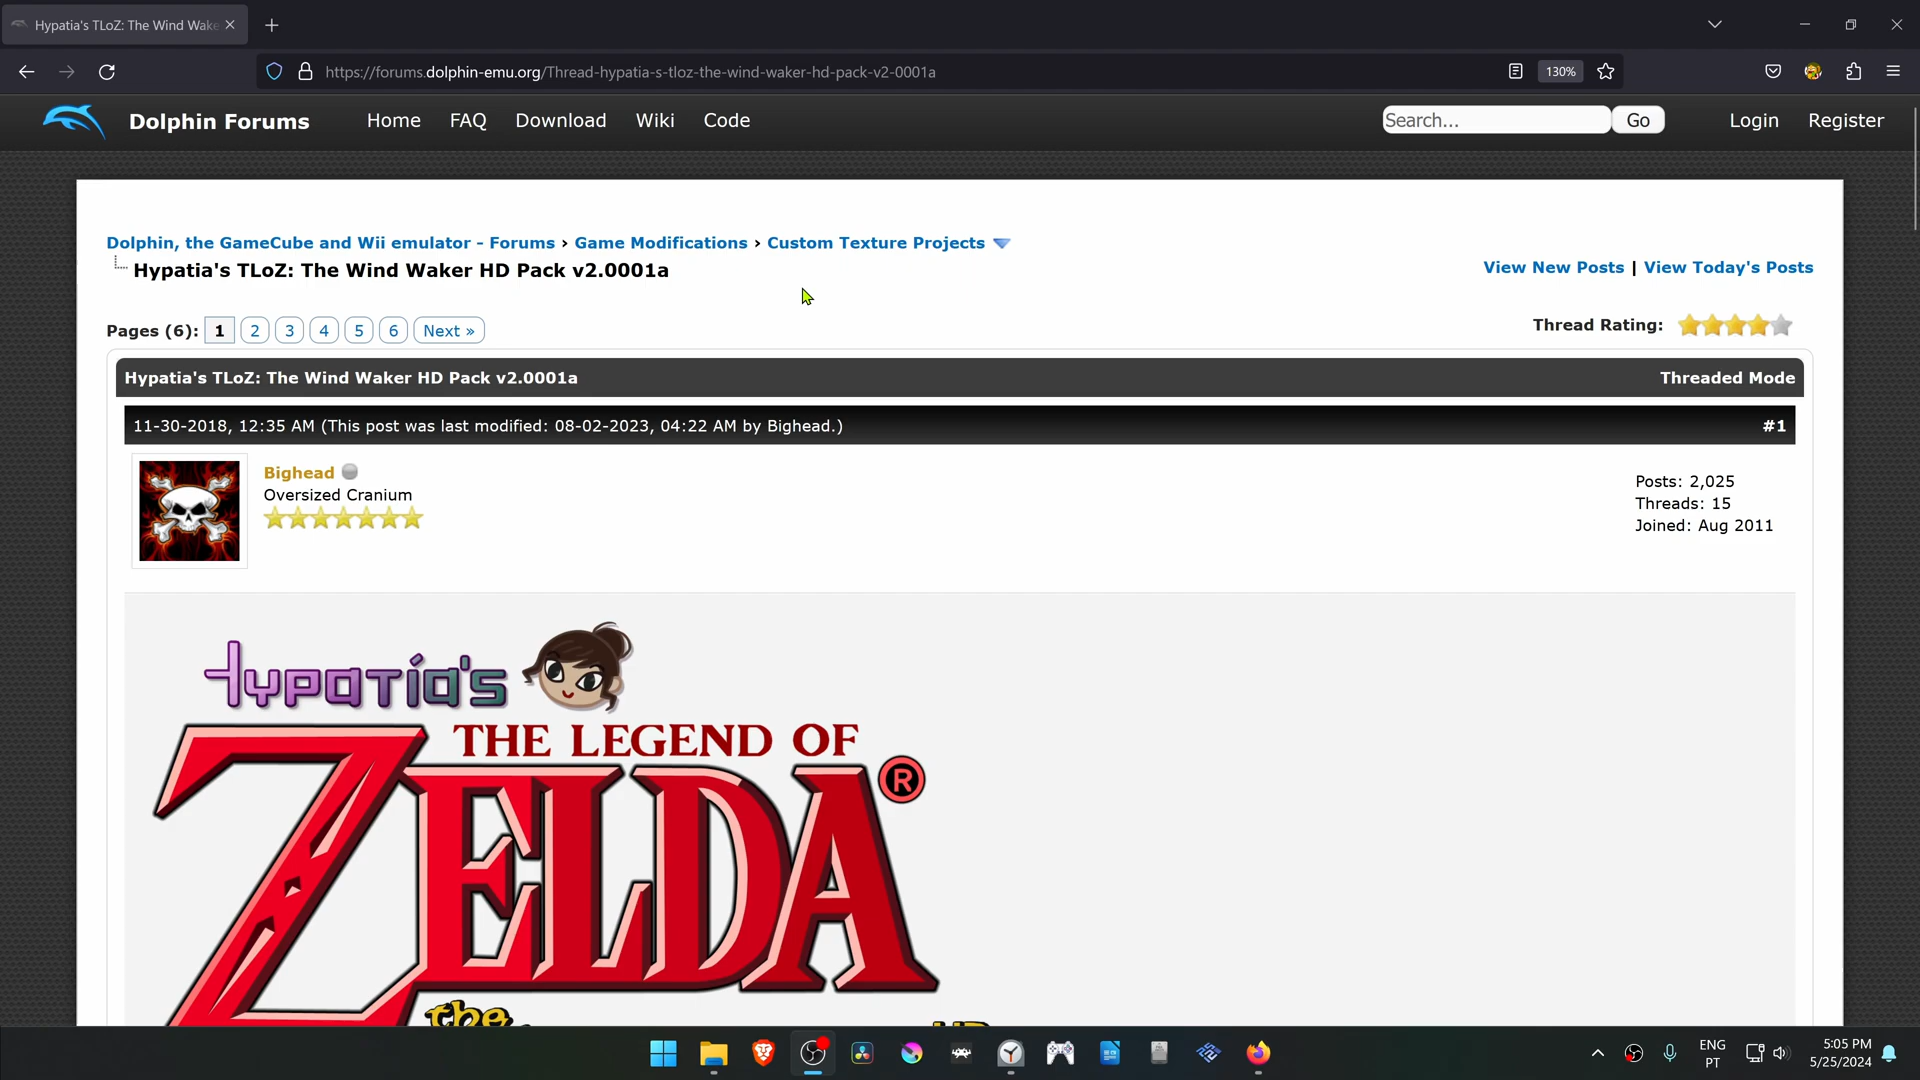 Hypatia's TLoZ: The Wind Wake
https://forums.dolphin-emu.org/Thread-hypatia-s-tloz-the-wind-waker-hd-pack-v2-0001a
130%
Dolphin Forums
Home
FAQ
Download
Wiki
Code
Search...
Go
Login
Register
Dolphin, the GameCube and Wii emulator - Forums › Game Modifications › Custom Texture Projects
Hypatia's TLoZ: The Wind Waker HD Pack v2.0001a
View New Posts | View Today's Posts
Pages (6): 1 2 3 4 5 6 Next »
Thread Rating:
Hypatia's TLoZ: The Wind Waker HD Pack v2.0001a
Threaded Mode
11-30-2018, 12:35 AM (This post was last modified: 08-02-2023, 04:22 AM by Bighead.)
#1
Bighead
Oversized Cranium
Posts: 2,025
Threads: 15
Joined: Aug 2011
Hypatía's
THE LEGEND OF
ZELDA®
the
HD
ENG
PT
5:05 PM
5/25/2024